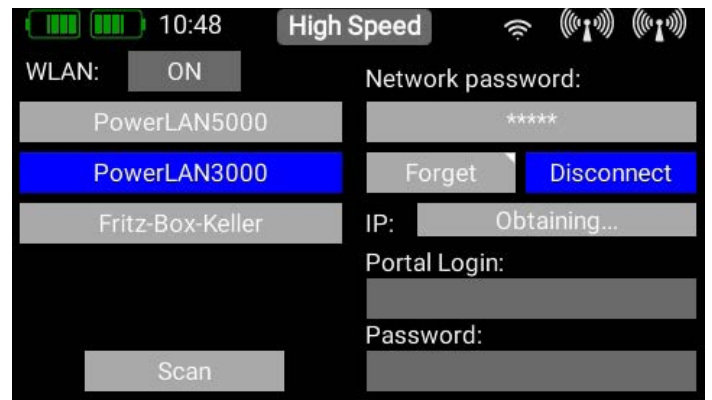 10:48 High Speed
WLAN: ON
PowerLAN5000
PowerLAN3000
Fritz-Box-Keller
Scan
Network password:
*****
Forget Disconnect
IP: Obtaining...
Portal Login:
Password: